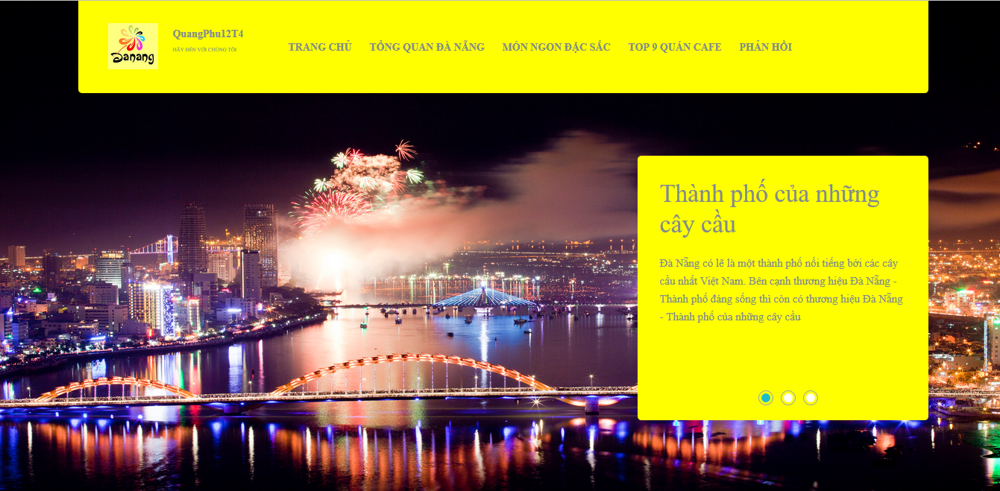 Danang
QuangPhu12T4
HÃY ĐẾN VỚI CHÚNG TÔI
TRANG CHỦ
TỔNG QUAN ĐÀ NẴNG
MÓN NGON ĐẶC SẮC
TOP 9 QUÁN CAFE
PHẢN HỒI
Thành phố của những
cây cầu
Đà Nẵng có lẽ là một thành phố nổi tiếng bởi các cây
cầu nhất Việt Nam. Bên cạnh thương hiệu Đà Nẵng -
Thành phố đáng sống thì còn có thương hiệu Đà Nẵng
- Thành phố của những cây cầu